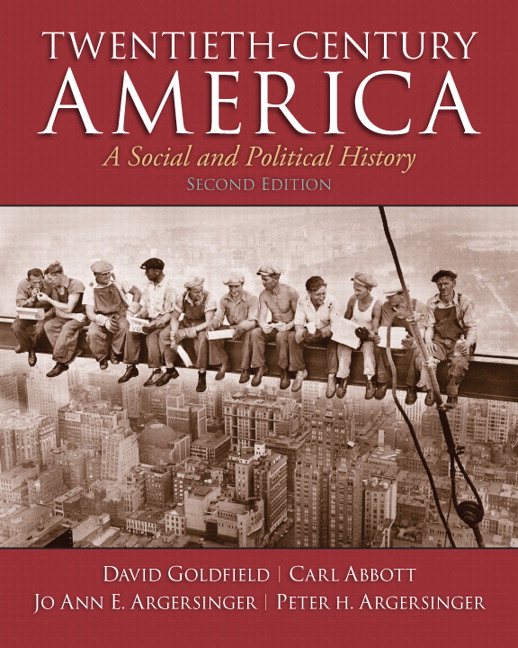 TWENTIETH-CENTURY
AMERICA
A Social and Political History
SECOND EDITION
DAVID GOLDFIELD | CARL ABBOTT
JO ANN E. ARGERSINGER | PETER H. ARGERSINGER